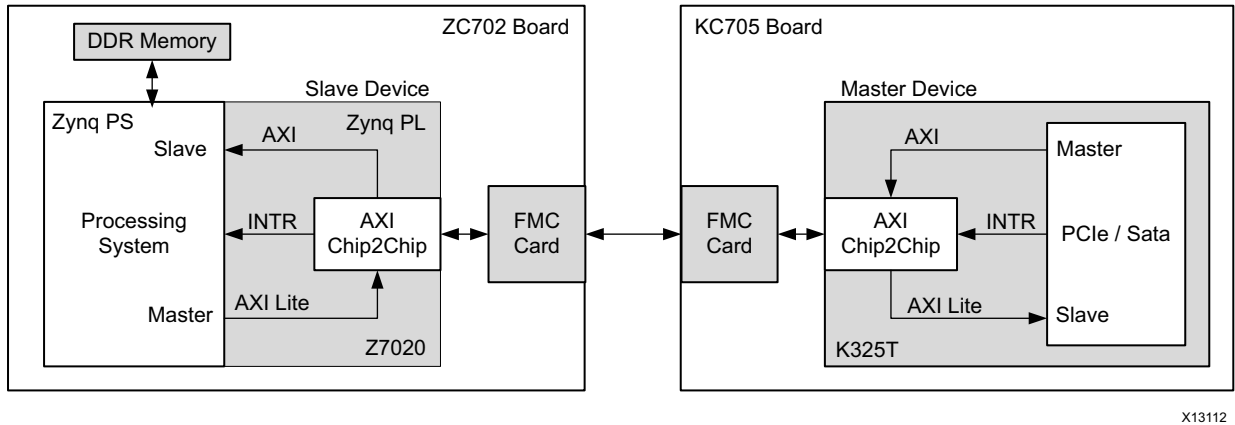 ZC702 Board
DDR Memory
Slave Device
Zynq PS
Zynq PL
AXI
Slave
Processing
System
INTR
AXI
Chip2Chip
Master
AXI Lite
Z7020
FMC
Card
KC705 Board
FMC
Card
Master Device
AXI
Master
AXI
Chip2Chip
INTR
PCIe / Sata
AXI Lite
Slave
K325T
X13112